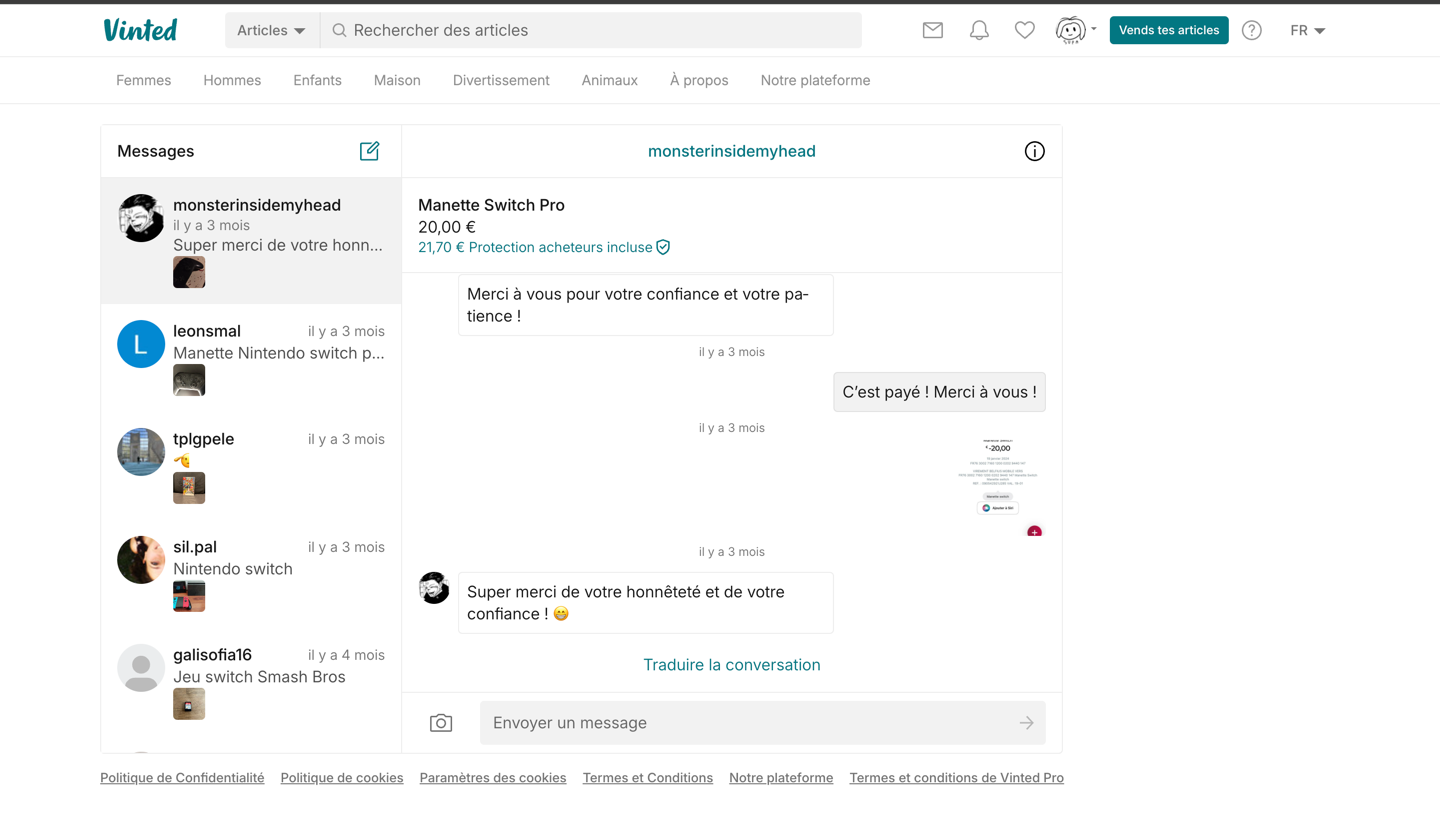 Vinted
Articles
Rechercher des articles
Vends tes articles
?
FR
Femmes
Hommes
Enfants
Maison
Divertissement
Animaux
À propos
Notre plateforme
Messages
monsterinsidemyhead
il y a 3 mois
Super merci de votre honn...
leonsmal
il y a 3 mois
Manette Nintendo switch p...
L
tplgpele
il y a 3 mois
sil.pal
il y a 3 mois
Nintendo switch
galisofia16
il y a 4 mois
Jeu switch Smash Bros
monsterinsidemyhead
Manette Switch Pro
20,00 €
21,70 € Protection acheteurs incluse
Merci à vous pour votre confiance et votre pa-
tience !
il y a 3 mois
C’est payé ! Merci à vous !
il y a 3 mois
-20,00
Manette switch
Ajouter à Siri
il y a 3 mois
Super merci de votre honnêteté et de votre
confiance ! 😁
Traduire la conversation
Envoyer un message
Politique de Confidentialité
Politique de cookies
Paramètres des cookies
Termes et Conditions
Notre plateforme
Termes et conditions de Vinted Pro